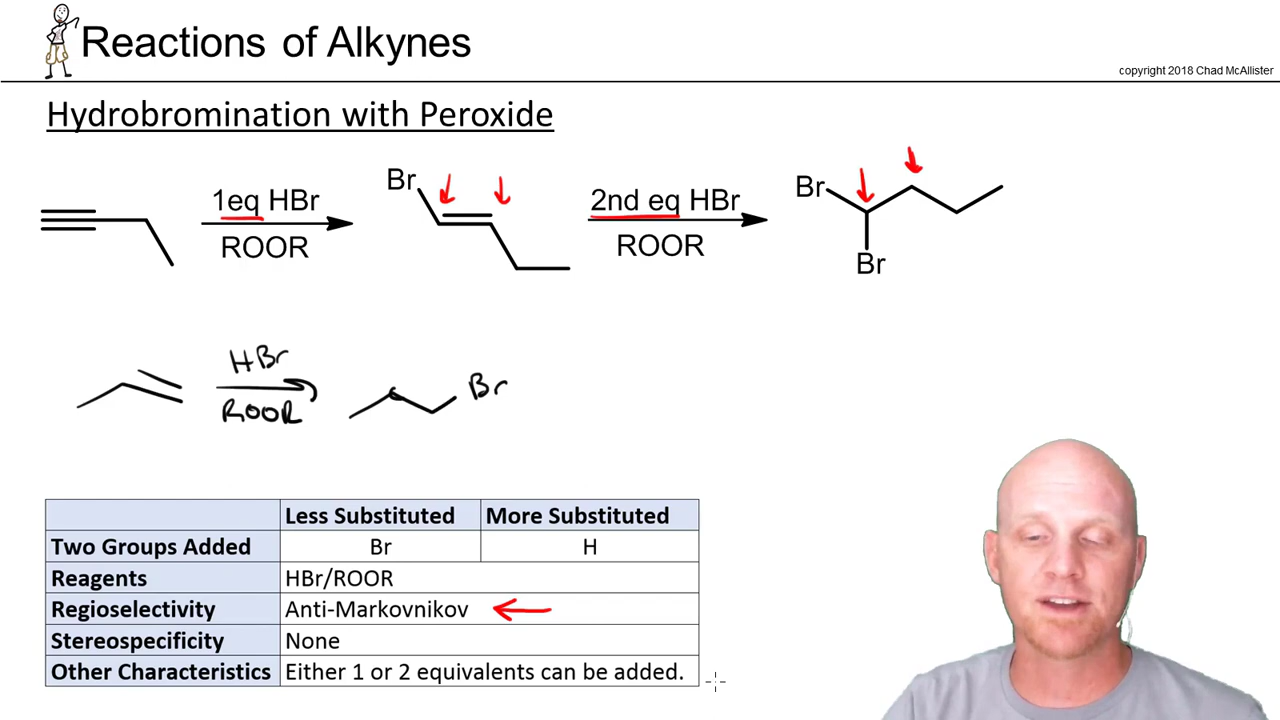 Reactions of Alkynes
copyright 2018 Chad McAllister
Hydrobromination with Peroxide
1eq HBr
ROOR
Br
2nd eq HBr
ROOR
Br
Br
HBr
ROOR
Br
Less Substituted More Substituted
Two Groups Added Br H
Reagents HBr/ROOR
Regioselectivity Anti-Markovnikov
Stereospecificity None
Other Characteristics Either 1 or 2 equivalents can be added.